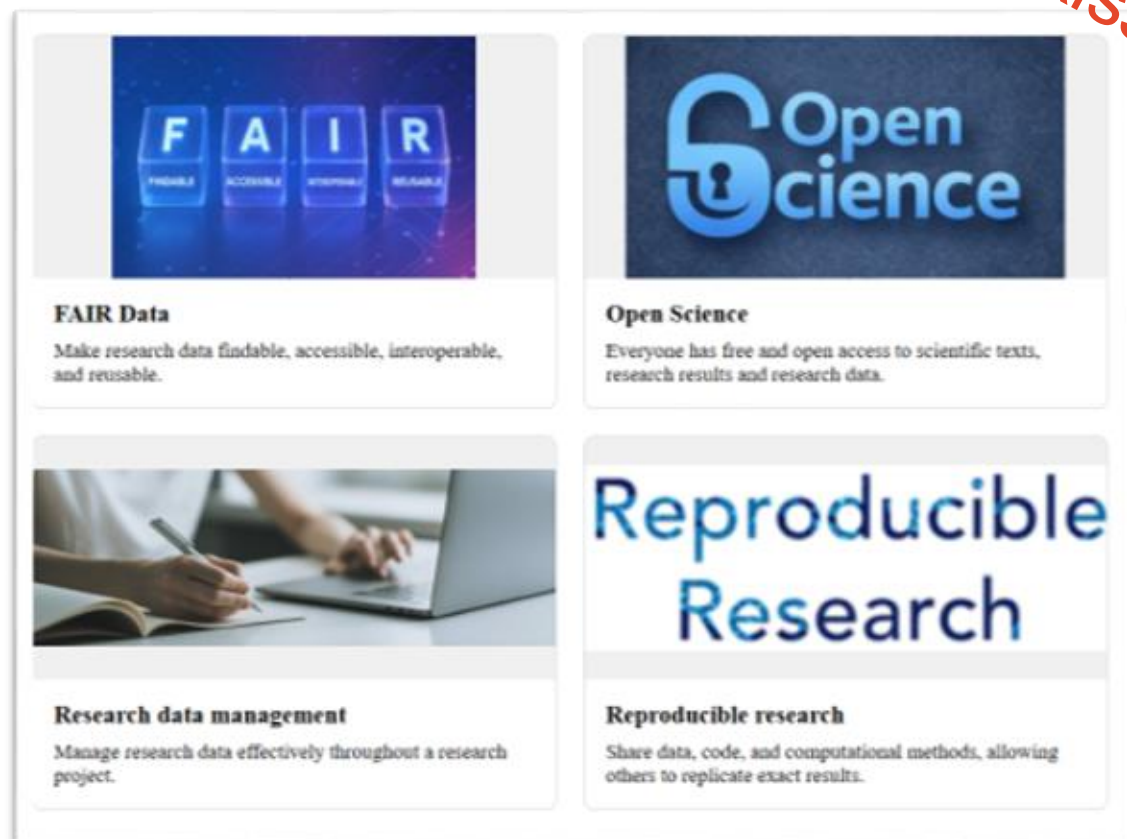 F A I R
FINDABLE ACCESSIBLE INTEROPERABLE REUSABLE
Open
Science
FAIR Data
Make research data findable, accessible, interoperable,
and reusable.
Open Science
Everyone has free and open access to scientific texts,
research results and research data.
Reproducible
Research
Research data management
Manage research data effectively throughout a research
project.
Reproducible research
Share data, code, and computational methods, allowing
others to replicate exact results.